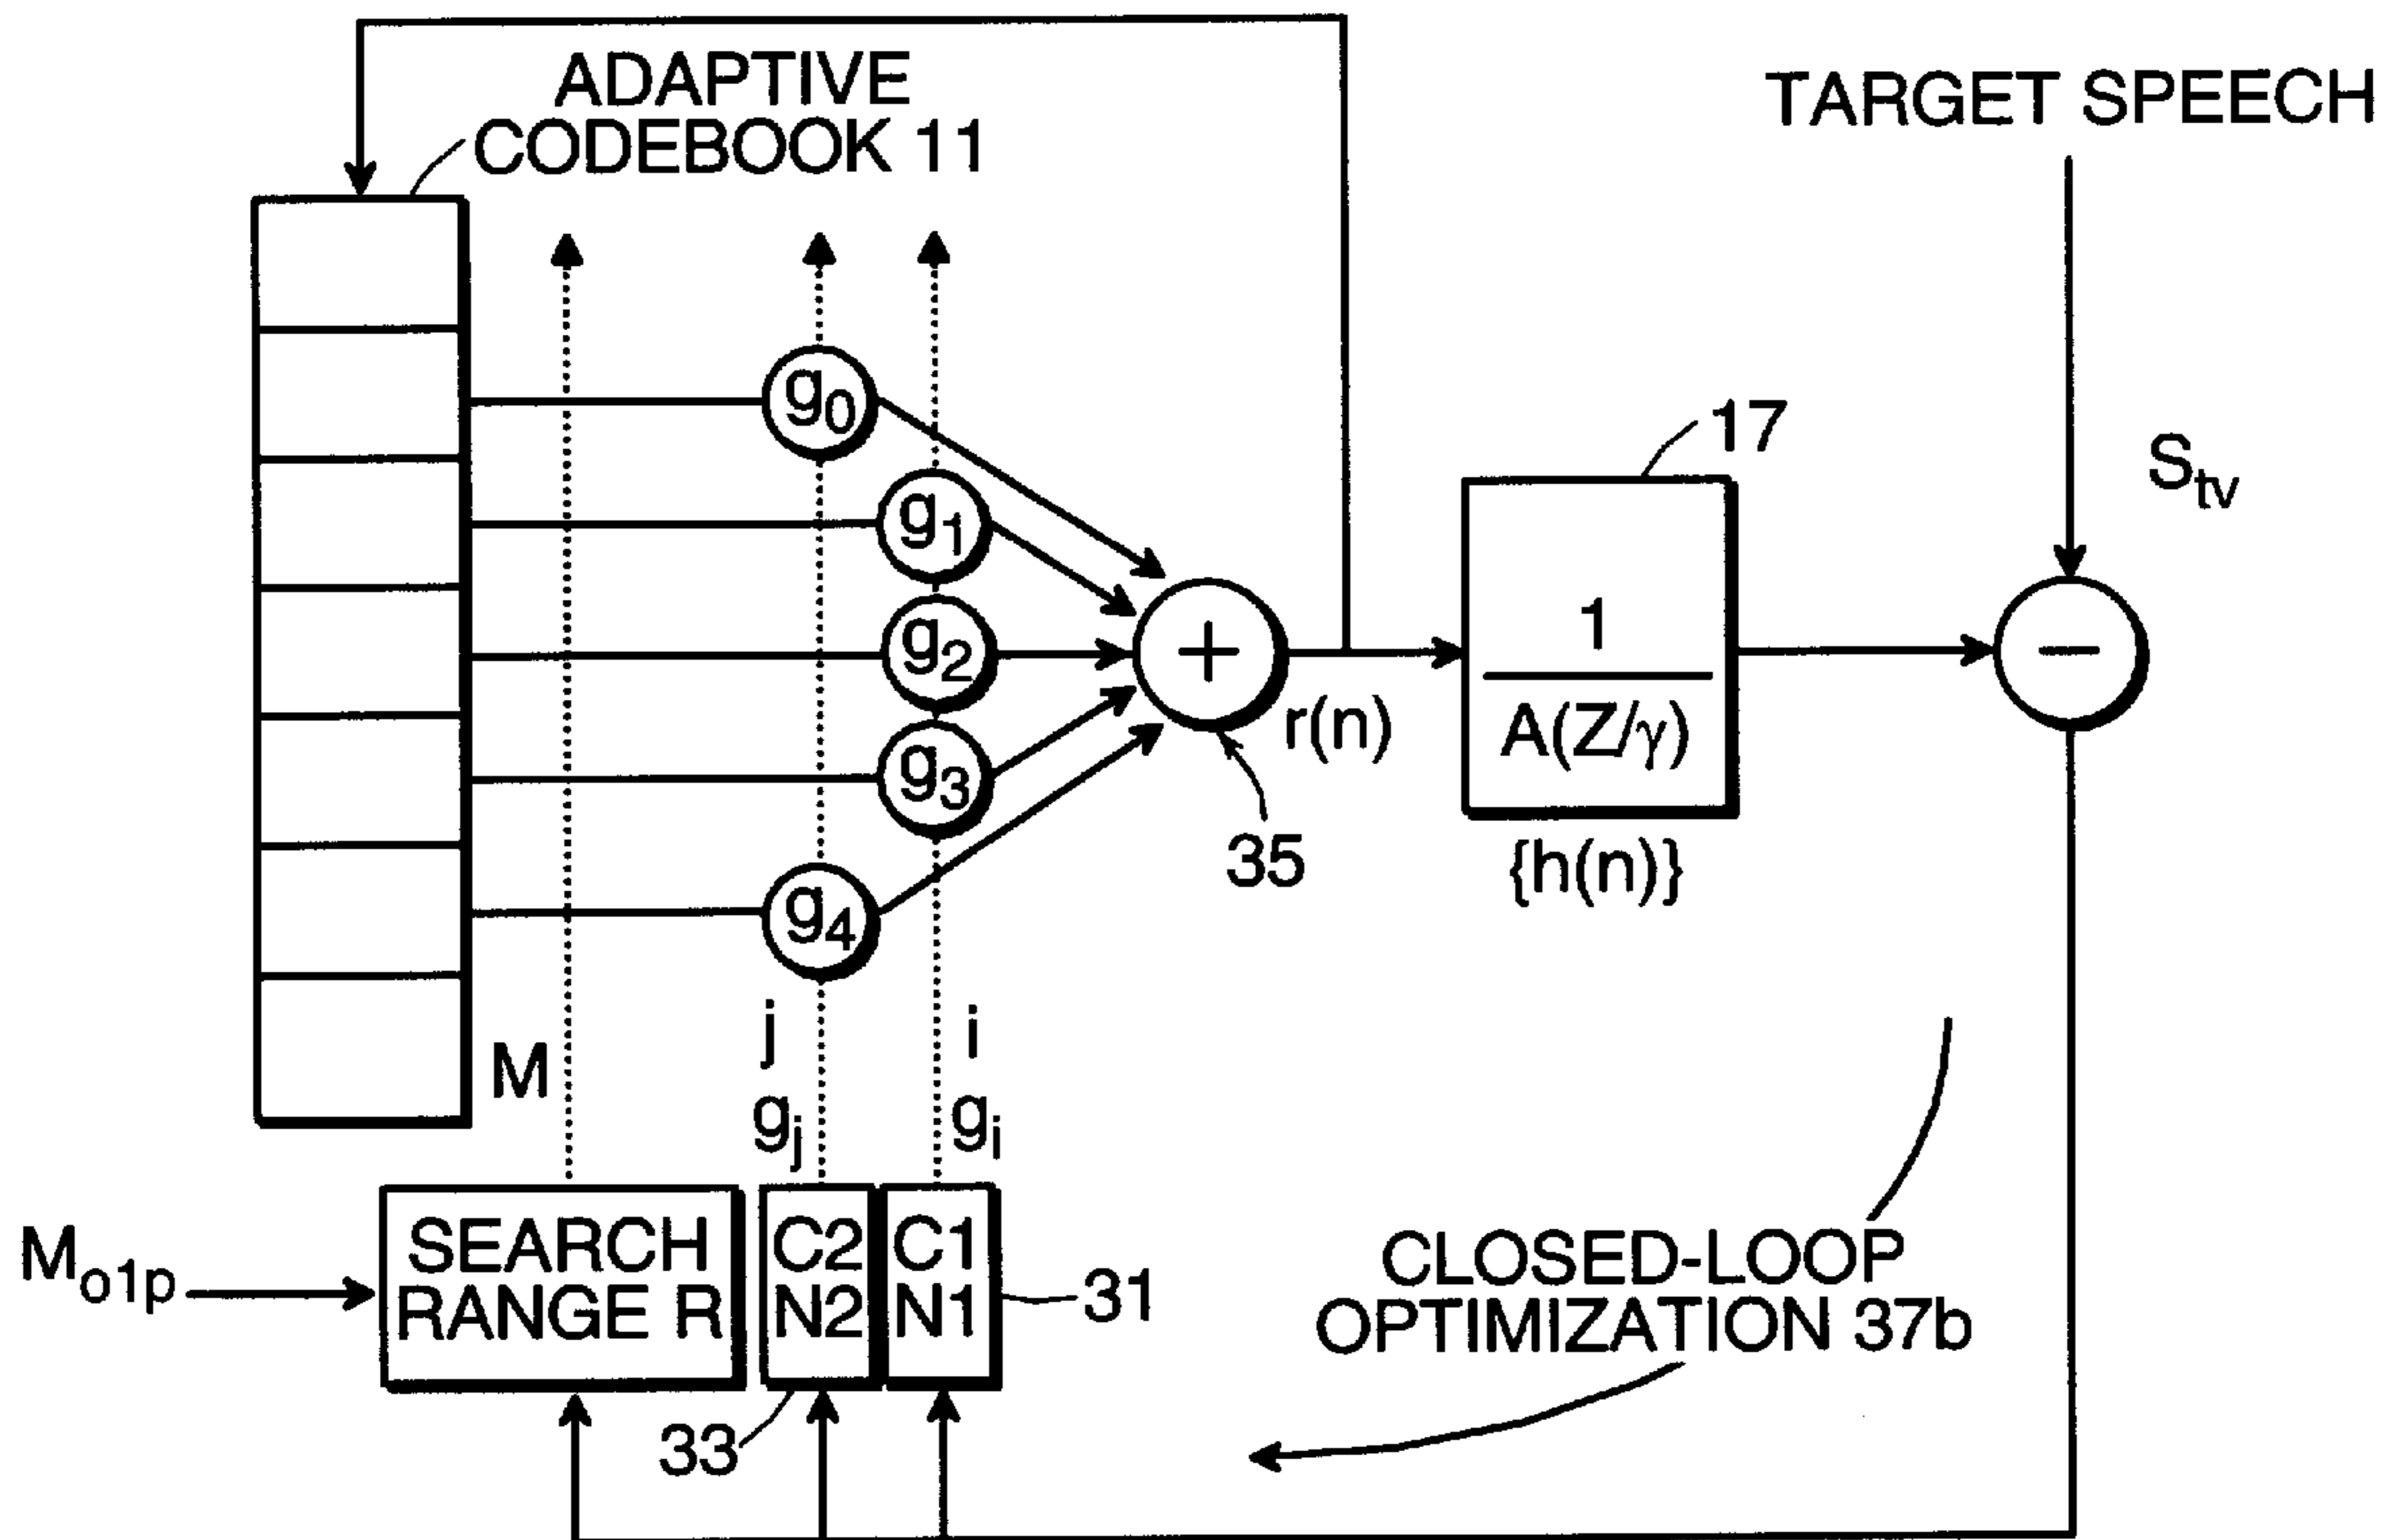 ADAPTIVE
CODEBOOK 11
TARGET SPEECH
g0
17
Stv
g1
1
g2
+
−
r(n)
A(Z/γ)
g3
35
{h(n)}
g4
j
i
M
gj
gi
Mo1p
SEARCH
RANGE R
C2
N2
C1
N1
31
CLOSED-LOOP
OPTIMIZATION 37b
33